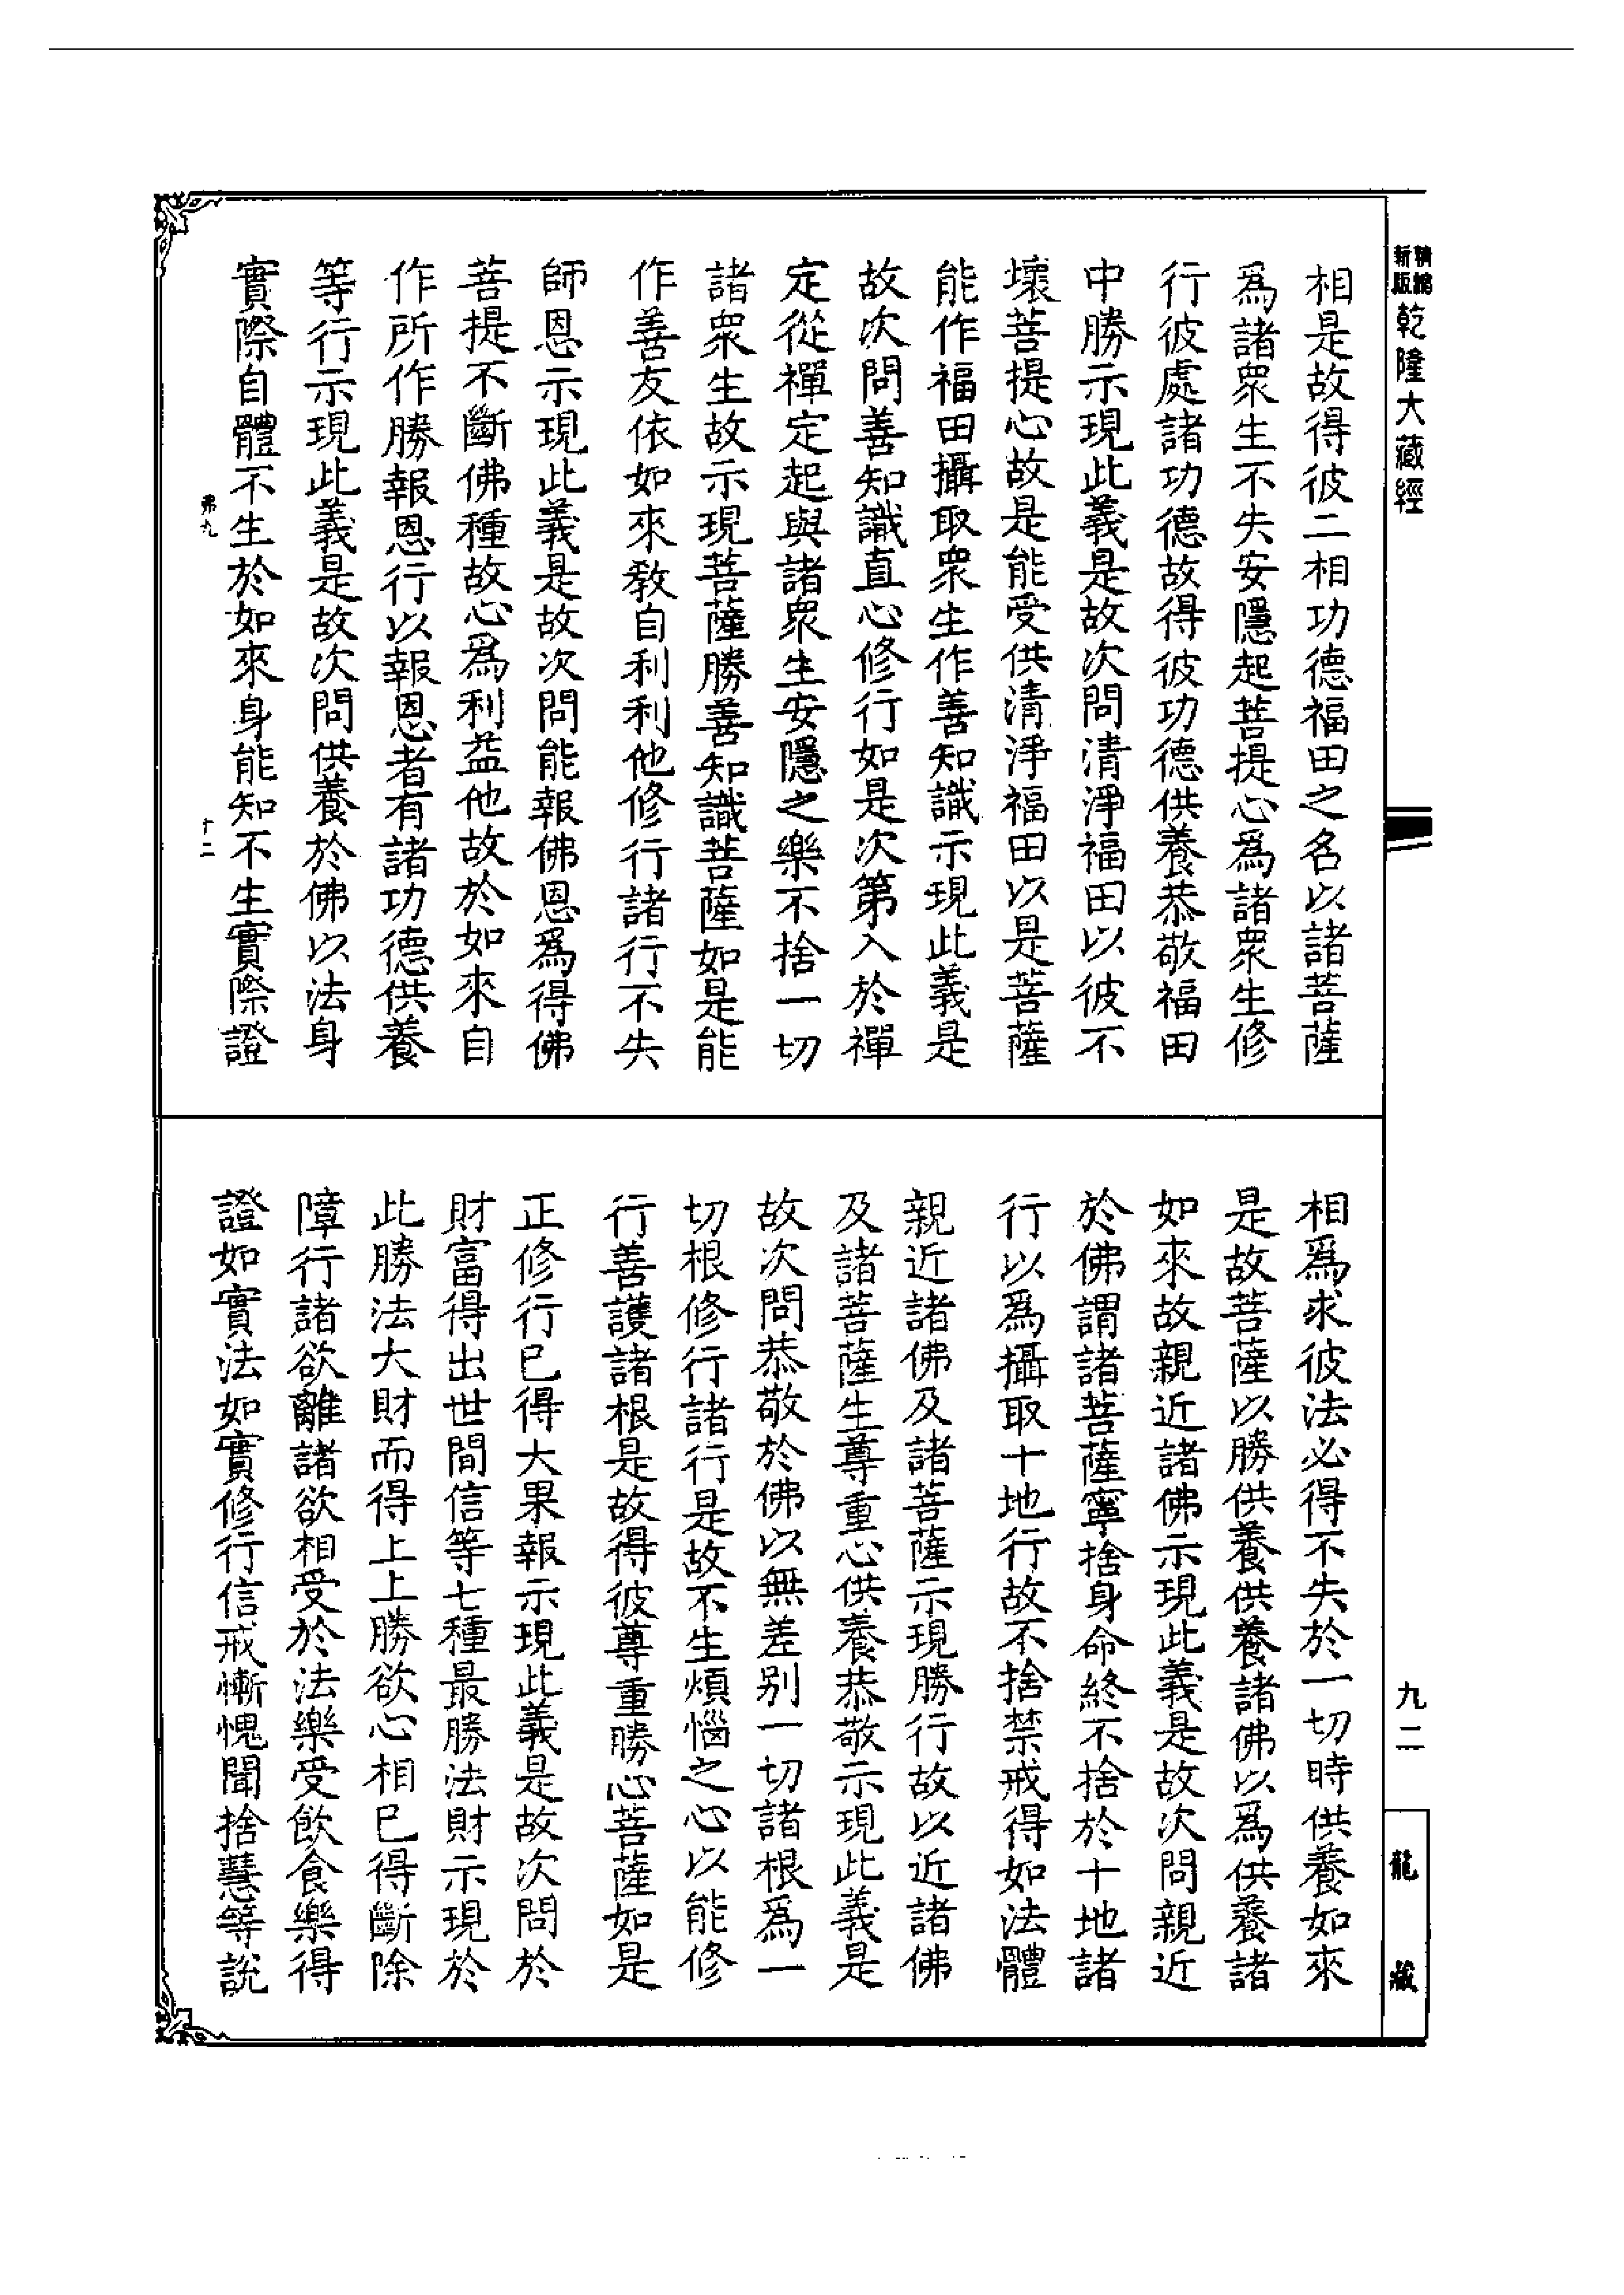 精縮新版乾隆大藏經
九二
龍藏
相是故得彼二相功德福田之名以諸菩薩
爲諸衆生不失安隱起菩提心爲諸衆生修
行彼處諸功德故得彼功德供養恭敬福田
中勝示現此義是故次問清淨福田以彼不
壞菩提心故是能受供清淨福田以是菩薩
能作福田攝取衆生作善知識示現此義是
故次問善知識直心修行如是次第入於禪
定從禪定起與諸衆生安隱之樂不捨一切
諸衆生故示現菩薩勝善知識菩薩如是能
作善友依如來教自利利他修行諸行不失
師恩示現此義是故次問能報佛恩爲得佛
菩提不斷佛種故心爲利益他故於如來自
作所作勝報恩行以報恩者有諸功德供養
等行示現此義是故次問供養於佛以法身
實際自體不生於如來身能知不生實際證
弗九
十二
相爲求彼法必得不失於一切時供養如來
是故菩薩以勝供養供養諸佛以爲供養諸
如來故親近諸佛示現此義是故次問親近
於佛謂諸菩薩寧捨身命終不捨於十地諸
行以爲攝取十地行故不捨禁戒得如法體
親近諸佛及諸菩薩示現勝行故以近諸佛
及諸菩薩生尊重心供養恭敬示現此義是
故次問恭敬於佛以無差别一切諸根爲一
切根修行諸行是故不生煩惱之心以能修
行善護諸根是故得彼尊重勝心菩薩如是
正修行已得大果報示現此義是故次問於
財富得出世間信等七種最勝法財示現於
此勝法大財而得上上勝欲心相已得斷除
障行諸欲離諸欲相受於法樂受飲食樂得
證如實法如實修行信戒慚愧聞捨慧等說